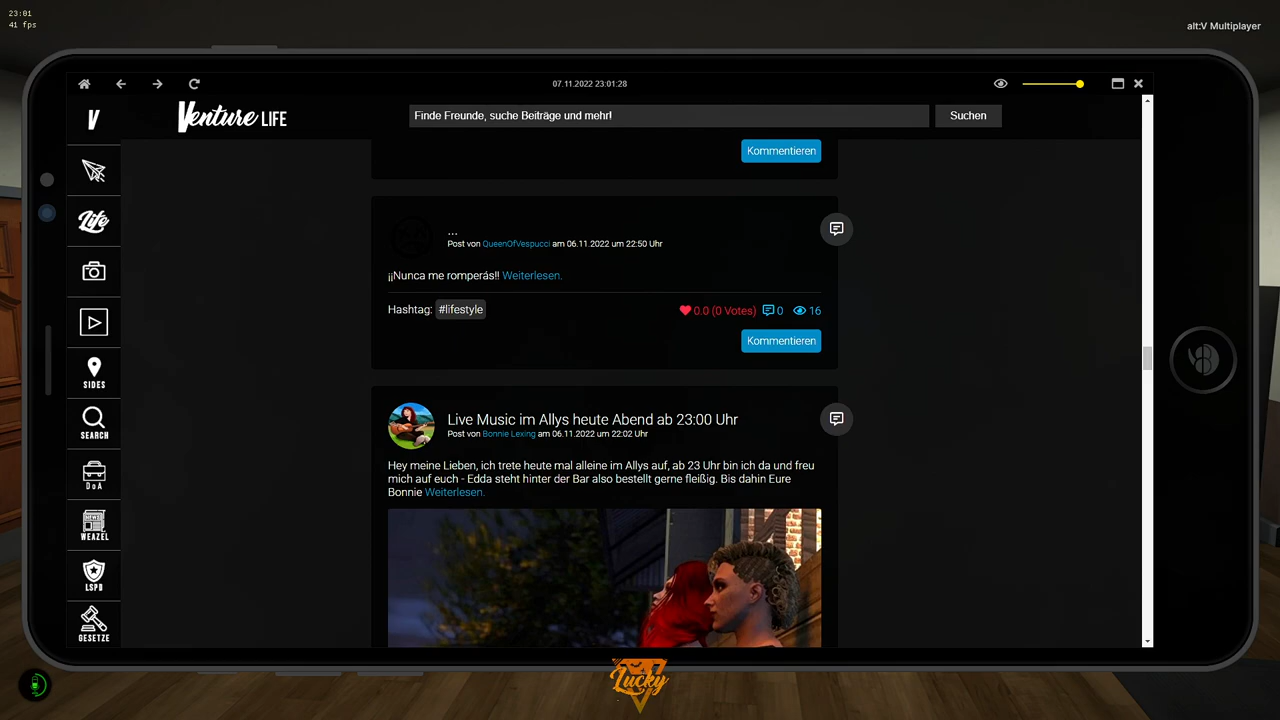 23:01
41 fps
alt:V Multiplayer
07.11.2022 23:01:28
V
Venture LIFE
Finde Freunde, suche Beiträge und mehr!
Suchen
Kommentieren
Life
...
Post von QueenOfVespucci am 06.11.2022 um 22:50 Uhr
¡¡Nunca me romperás!! Weiterlesen.
Hashtag: #lifestyle
0.0 (0 Votes) 0 16
Kommentieren
SIDES
SEARCH
DoA
NEWS
WEAZEL
LSPD
GESETZE
Live Music im Allys heute Abend ab 23:00 Uhr
Post von Bonnie Lexing am 06.11.2022 um 22:02 Uhr
Hey meine Lieben, ich trete heute mal alleine im Allys auf, ab 23 Uhr bin ich da und freu
mich auf euch - Edda steht hinter der Bar also bestellt gerne fleißig. Bis dahin Eure
Bonnie Weiterlesen.
Lucky